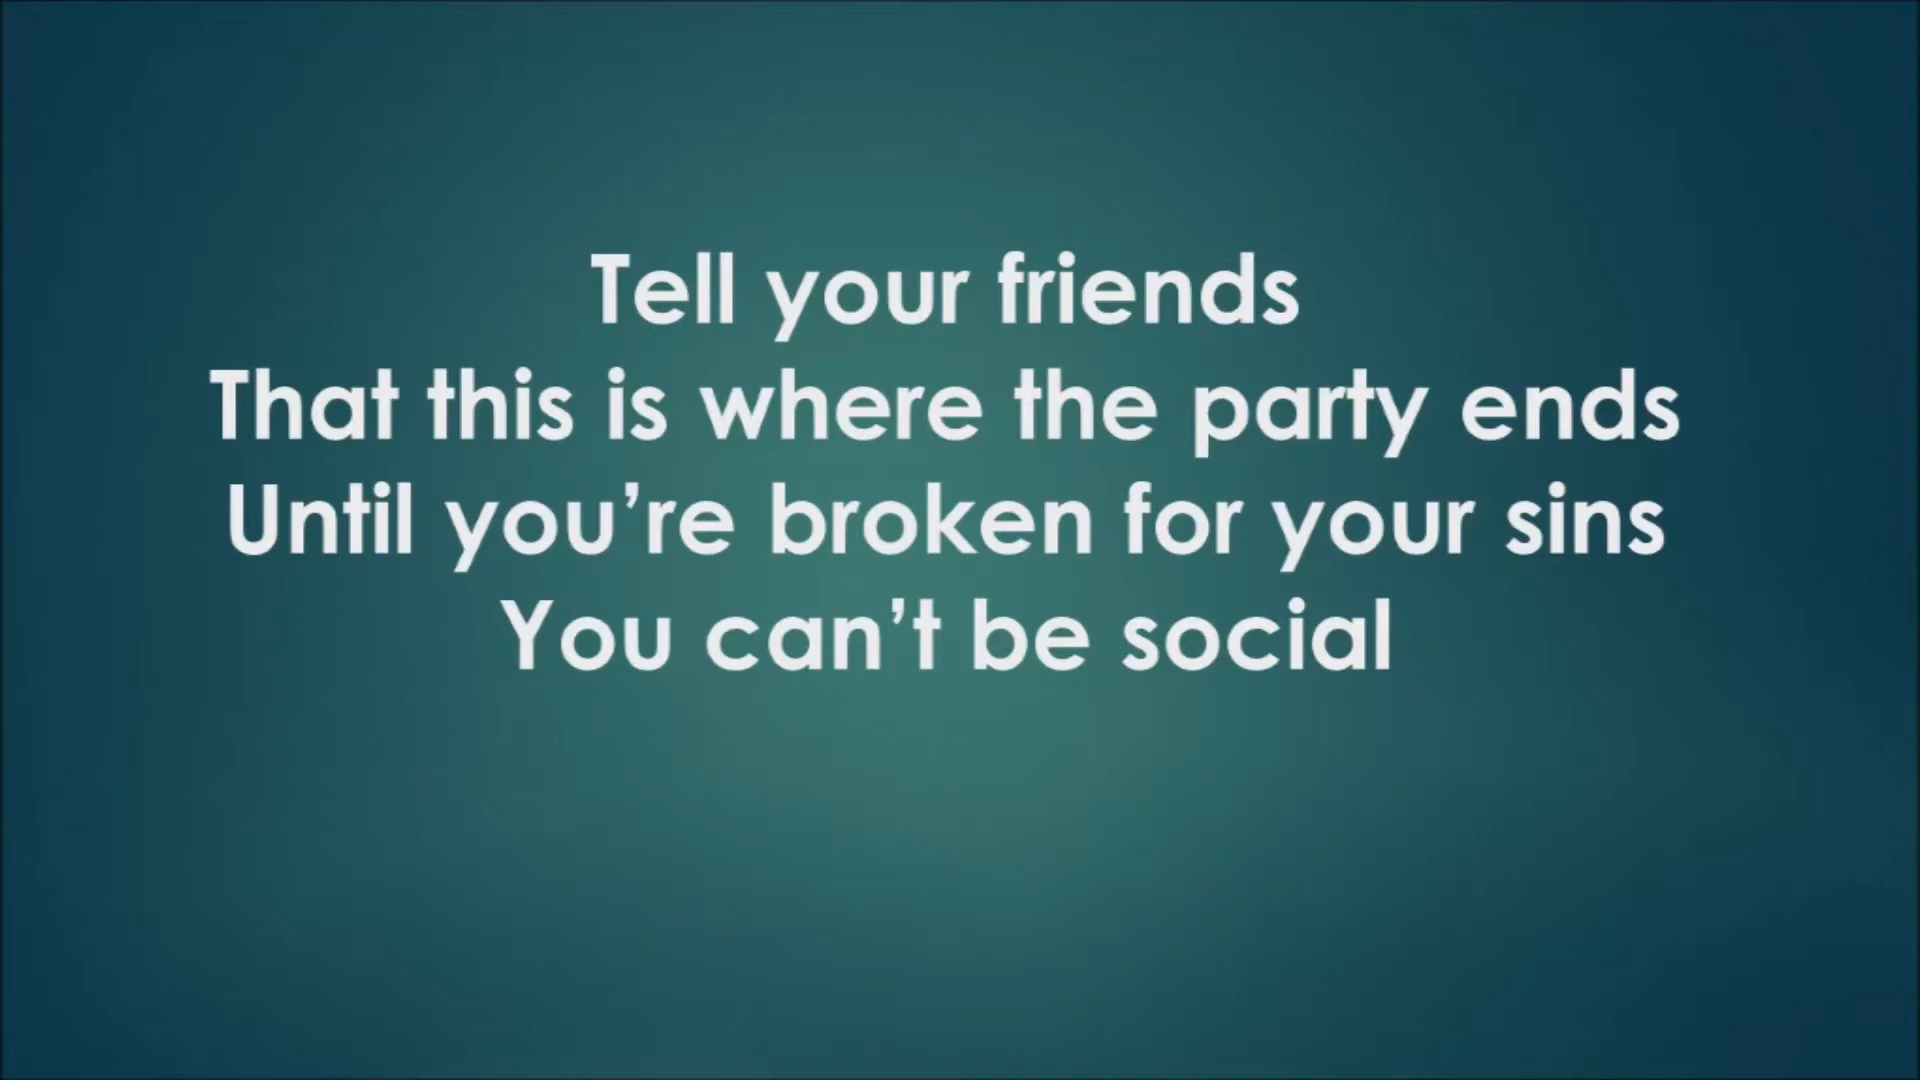 Tell your friends
That this is where the party ends
Until you’re broken for your sins
You can’t be social